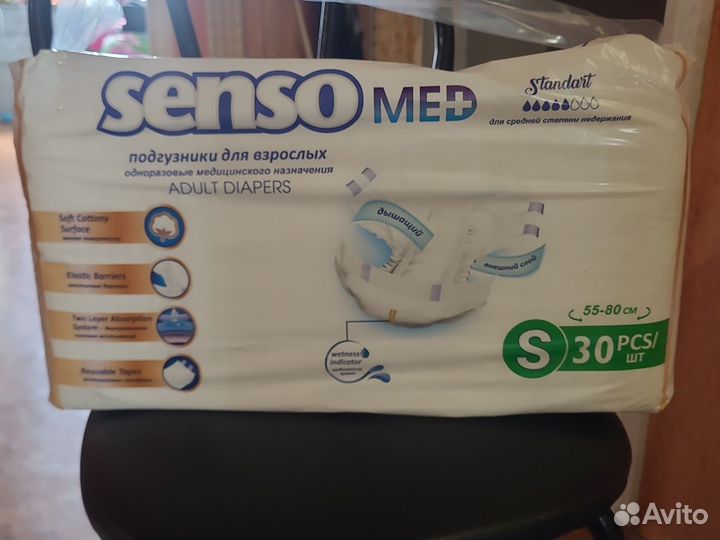 senso MED
Standart
для средней степени недержания
подгузники для взрослых
одноразовые медицинского назначения
ADULT DIAPERS
Soft Cottony
Surface
Elastic Barriers
Two Layer Absorption
System
Reusable Tapes
дышащий
внешний слой
wetness
indicator
55-80 см
S 30 PCS/
шт
Avito